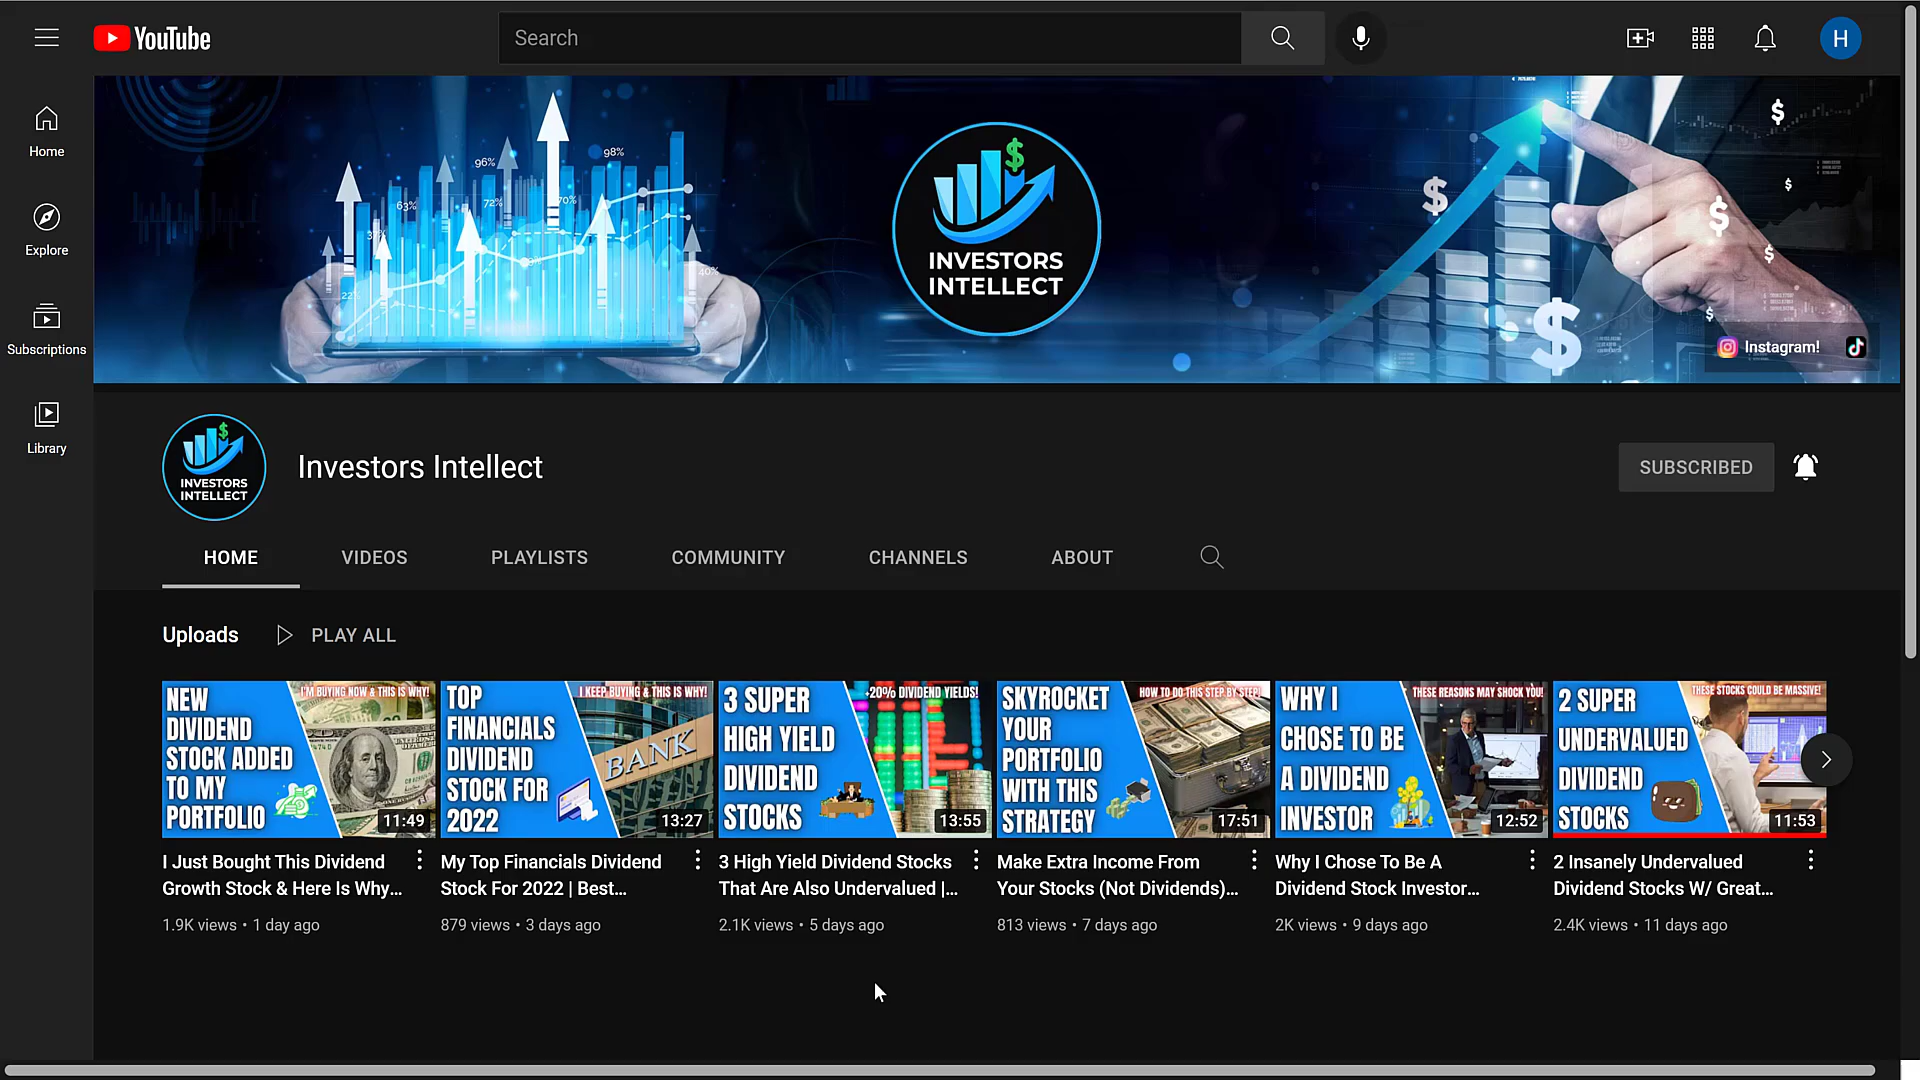 YouTube
Search
H
Home
Explore
Subscriptions
Library
96%
98%
63%
72%
70%
40%
22%
$
INVESTORS
INTELLECT
$
$
$
$
$
$
$
Instagram!
$
INVESTORS
INTELLECT
Investors Intellect
SUBSCRIBED
HOME
VIDEOS
PLAYLISTS
COMMUNITY
CHANNELS
ABOUT
Uploads
PLAY ALL
NEW
DIVIDEND
STOCK ADDED
TO MY
PORTFOLIO
I'M BUYING NOW & THIS IS WHY!
11:49
I Just Bought This Dividend
Growth Stock & Here Is Why...
1.9K views • 1 day ago
TOP
FINANCIALS
DIVIDEND
STOCK FOR
2022
I KEEP BUYING & THIS IS WHY!
BANK
13:27
My Top Financials Dividend
Stock For 2022 | Best...
879 views • 3 days ago
3 SUPER
HIGH YIELD
DIVIDEND
STOCKS
+20% DIVIDEND YIELDS!
13:55
3 High Yield Dividend Stocks
That Are Also Undervalued |...
2.1K views • 5 days ago
SKYROCKET
YOUR
PORTFOLIO
WITH THIS
STRATEGY
HOW TO DO THIS STEP BY STEP!
17:51
Make Extra Income From
Your Stocks (Not Dividends)...
813 views • 7 days ago
WHY I
CHOSE TO BE
A DIVIDEND
INVESTOR
THESE REASONS MAY SHOCK YOU!
12:52
Why I Chose To Be A
Dividend Stock Investor...
2K views • 9 days ago
2 SUPER
UNDERVALUED
DIVIDEND
STOCKS
THESE STOCKS COULD BE MASSIVE!
11:53
2 Insanely Undervalued
Dividend Stocks W/ Great...
2.4K views • 11 days ago